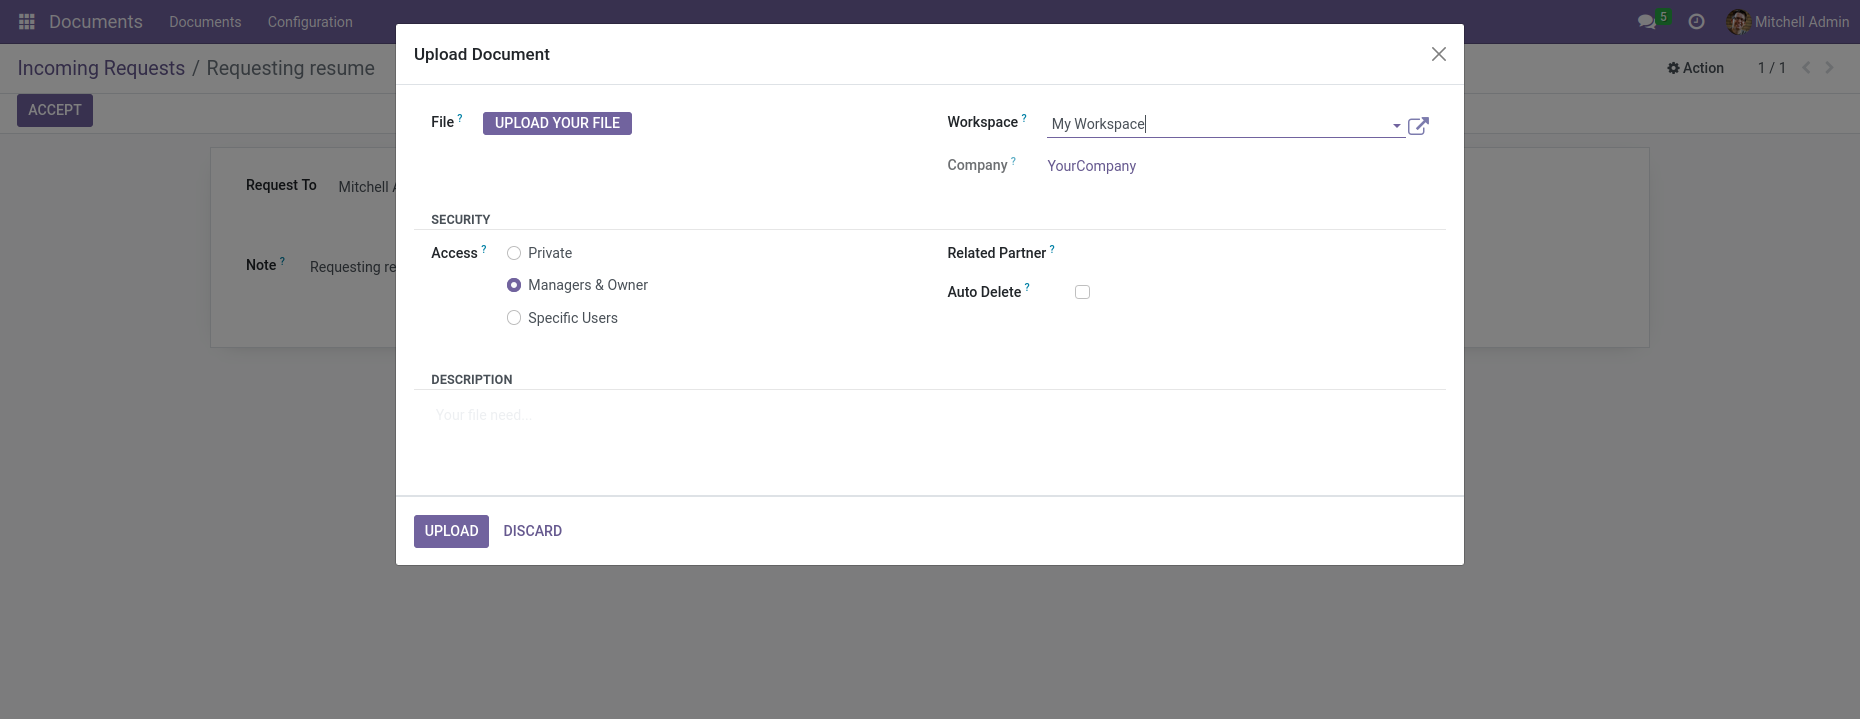 Documents Documents Configuration 5 Mitchell Admin
Incoming Requests / Requesting resume Action 1 / 1
ACCEPT
Request To Mitchell A
Note ? Requesting re
Upload Document
File ? UPLOAD YOUR FILE
Workspace ? My Workspace
Company ? YourCompany
SECURITY
Access ? Private
Managers & Owner
Specific Users
Related Partner ?
Auto Delete ?
DESCRIPTION
Your file need...
UPLOAD DISCARD